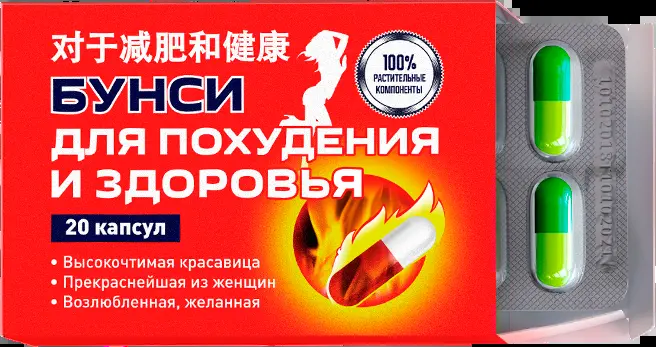 对于减肥和健康
БУНСИ
ДЛЯ ПОХУДЕНИЯ
И ЗДОРОВЬЯ
100%
РАСТИТЕЛЬНЫЕ
КОМПОНЕНТЫ
20 капсул
• Высокочтимая красавица
• Прекраснейшая из женщин
• Возлюбленная, желанная